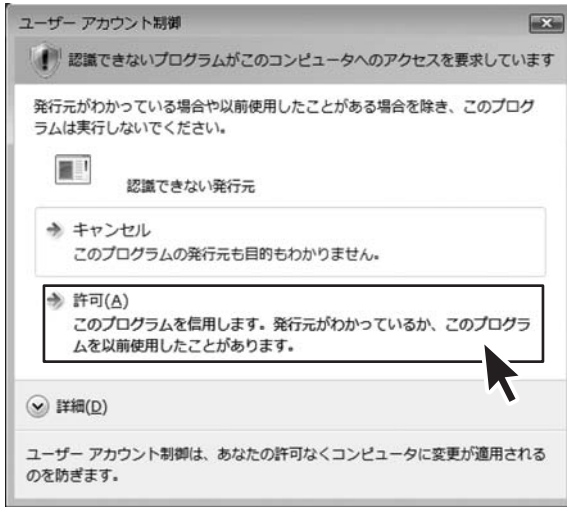 ユーザー アカウント制御
認識できないプログラムがこのコンピュータへのアクセスを要求しています
発行元がわかっている場合や以前使用したことがある場合を除き、このプログ
ラムは実行しないでください。
認識できない発行元
キャンセル
このプログラムの発行元も目的もわかりません。
許可(A)
このプログラムを信用します。発行元がわかっているか、このプログラ
ムを以前使用したことがあります。
詳細(D)
ユーザー アカウント制御は、あなたの許可なくコンピュータに変更が適用される
のを防ぎます。